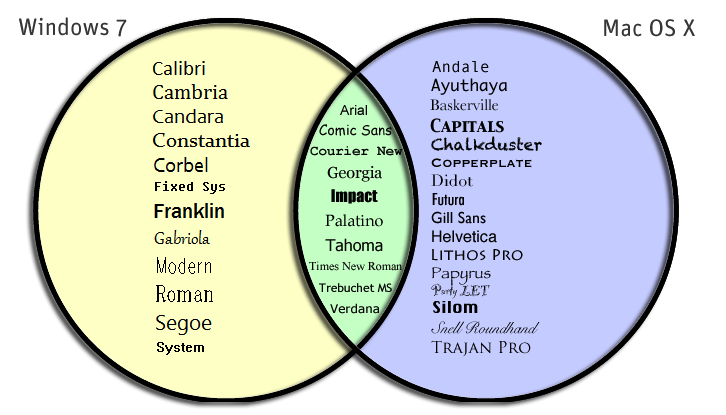 Windows 7
Mac OS X
Calibri
Cambria
Candara
Constantia
Corbel
Fixed Sys
Franklin
Gabriola
Modern
Roman
Segoe
System
Arial
Comic Sans
Courier New
Georgia
Impact
Palatino
Tahoma
Times New Roman
Trebuchet MS
Verdana
Andale
Ayuthaya
Baskerville
CAPITALS
Chalkduster
COPPERPLATE
Didot
Futura
Gill Sans
Helvetica
LITHOS PRO
Papyrus
Party LET
Silom
Snell Roundhand
TRAJAN PRO